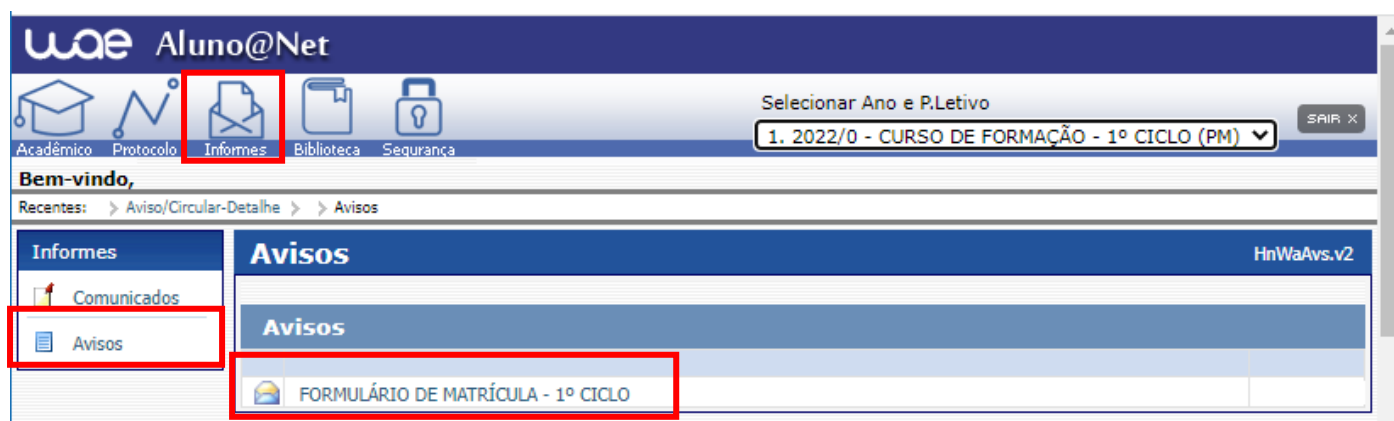 wae Aluno@Net
Selecionar Ano e P.Letivo
1. 2022/0 - CURSO DE FORMAÇÃO - 1º CICLO (PM)
SAIR X
Acadêmico Protocolo Informes Biblioteca Segurança
Bem-vindo,
Recentes: > Aviso/Circular-Detalhe > > Avisos
Informes
Comunicados
Avisos
Avisos HnWaAvs.v2
Avisos
FORMULÁRIO DE MATRÍCULA - 1º CICLO